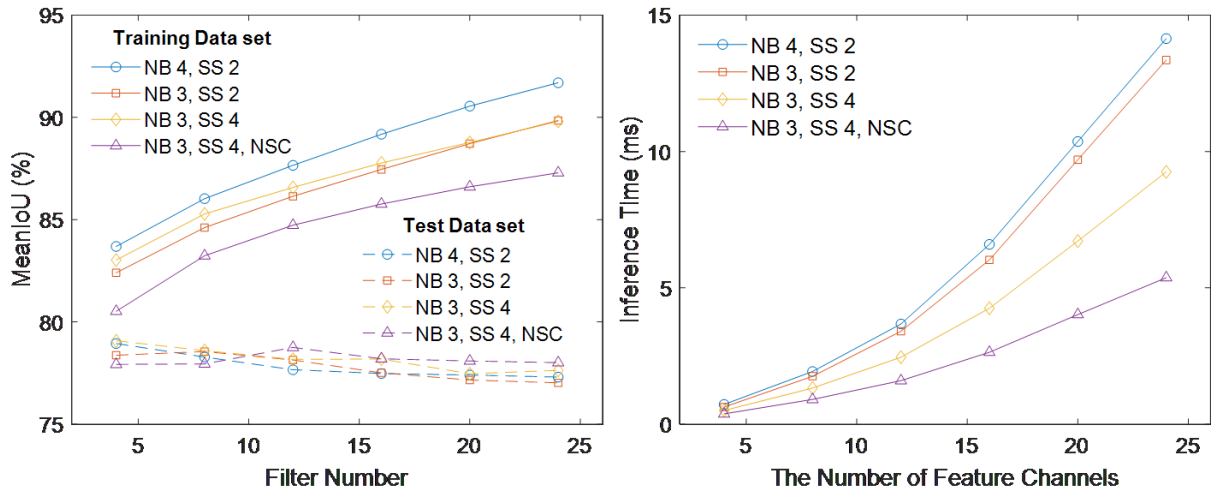 95
90
85
80
75
MeanIoU (%)
Training Data set
NB 4, SS 2
NB 3, SS 2
NB 3, SS 4
NB 3, SS 4, NSC
Test Data set
NB 4, SS 2
NB 3, SS 2
NB 3, SS 4
NB 3, SS 4, NSC
5 10 15 20 25
Filter Number
15
10
5
0
Inference Time (ms)
NB 4, SS 2
NB 3, SS 2
NB 3, SS 4
NB 3, SS 4, NSC
5 10 15 20 25
The Number of Feature Channels